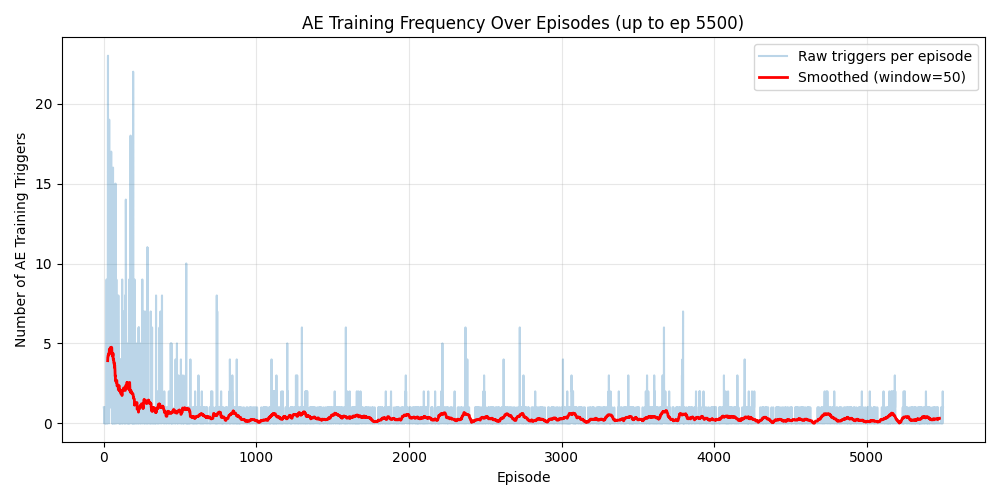 AE Training Frequency Over Episodes (up to ep 5500)
Raw triggers per episode
Smoothed (window=50)
Number of AE Training Triggers
20
15
10
5
0
0 1000 2000 3000 4000 5000
Episode